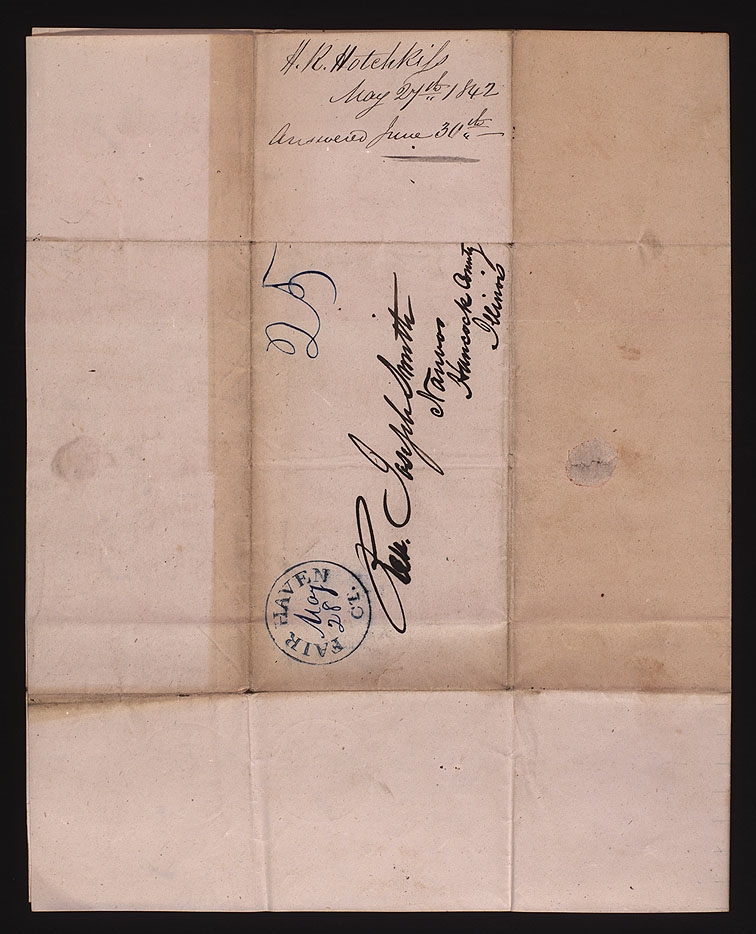 H. R. Hotchkiss
May 27th 1842
Answered June 30th
25
Rev. Joseph Smith
Nauvoo
Hancock County
Illinois
FAIR HAVEN CT.
May
28